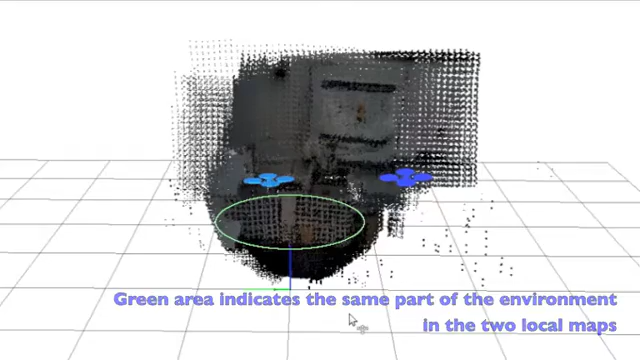 Green area indicates the same part of the environment
in the two local maps